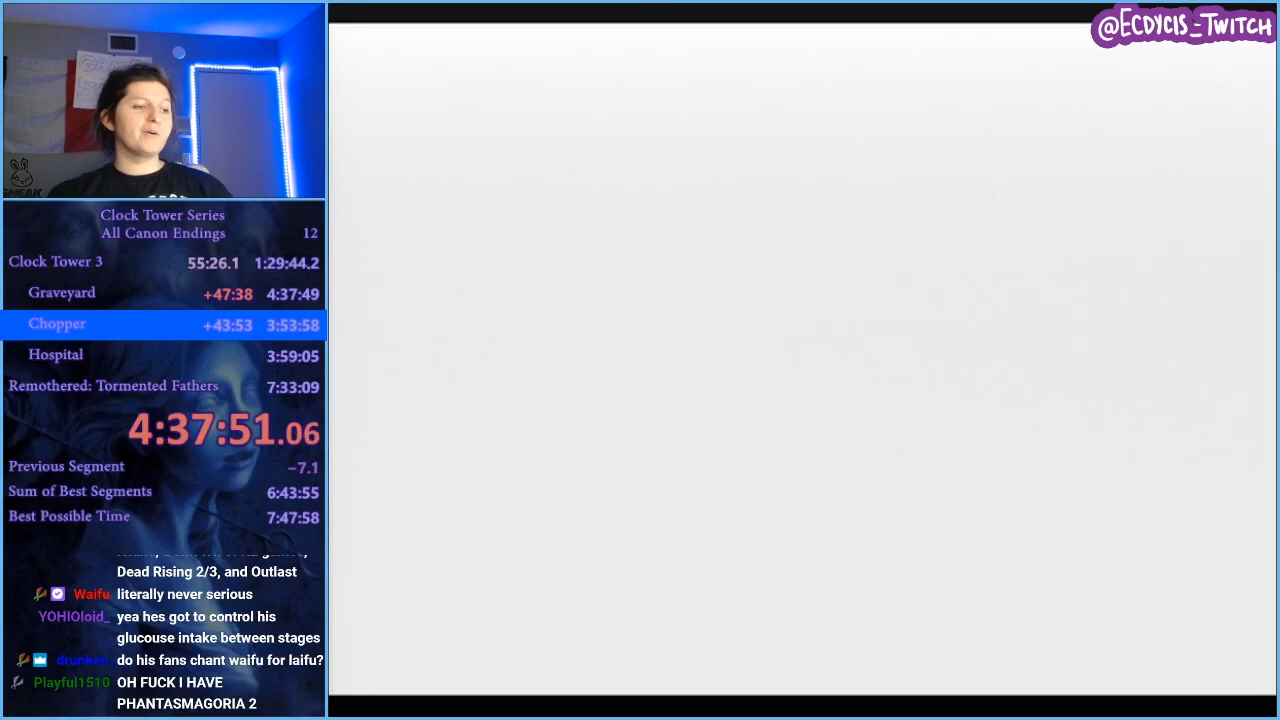 @ECDYCIS_TWITCH
Clock Tower Series
All Canon Endings 12
Clock Tower 3 55:26.1 1:29:44.2
Graveyard +47:38 4:37:49
Chopper +43:53 3:53:58
Hospital 3:59:05
Remothered: Tormented Fathers 7:33:09
4:37:51.06
Previous Segment −7.1
Sum of Best Segments 6:43:55
Best Possible Time 7:47:58
Dead Rising 2/3, and Outlast
Waifu literally never serious
YOHIOloid_ yea hes got to control his
glucouse intake between stages
drunken do his fans chant waifu for laifu?
Playful1510 OH FUCK I HAVE
PHANTASMAGORIA 2